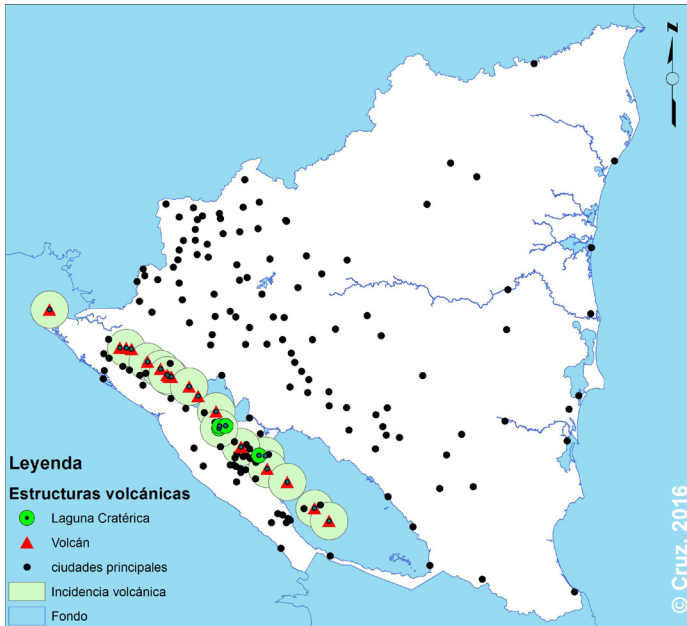 z
Leyenda
Estructuras volcánicas
Laguna Cratérica
Volcán
ciudades principales
Incidencia volcánica
Fondo
© Cruz, 2016